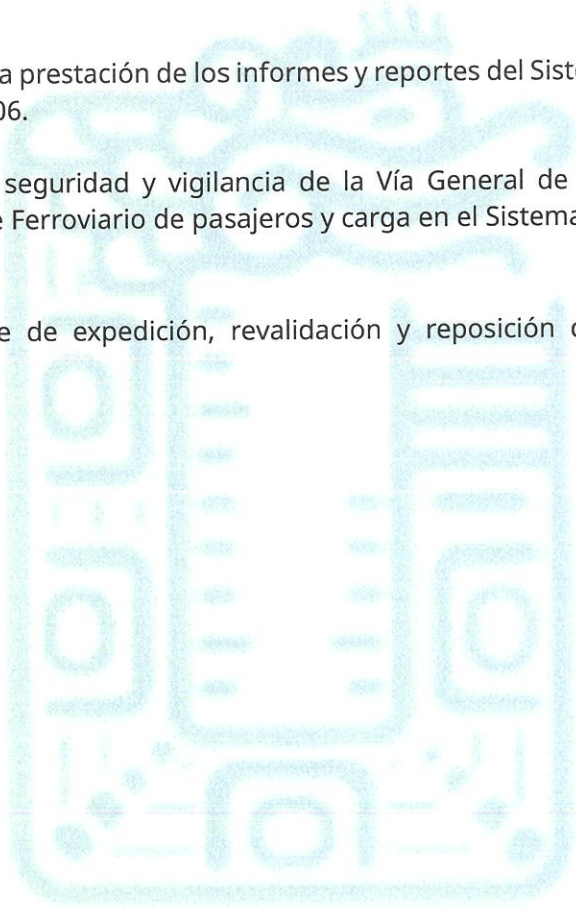 a prestación de los informes y reportes del Sist
06.
seguridad y vigilancia de la Vía General de
Ferroviario de pasajeros y carga en el Sistema
de expedición, revalidación y reposición